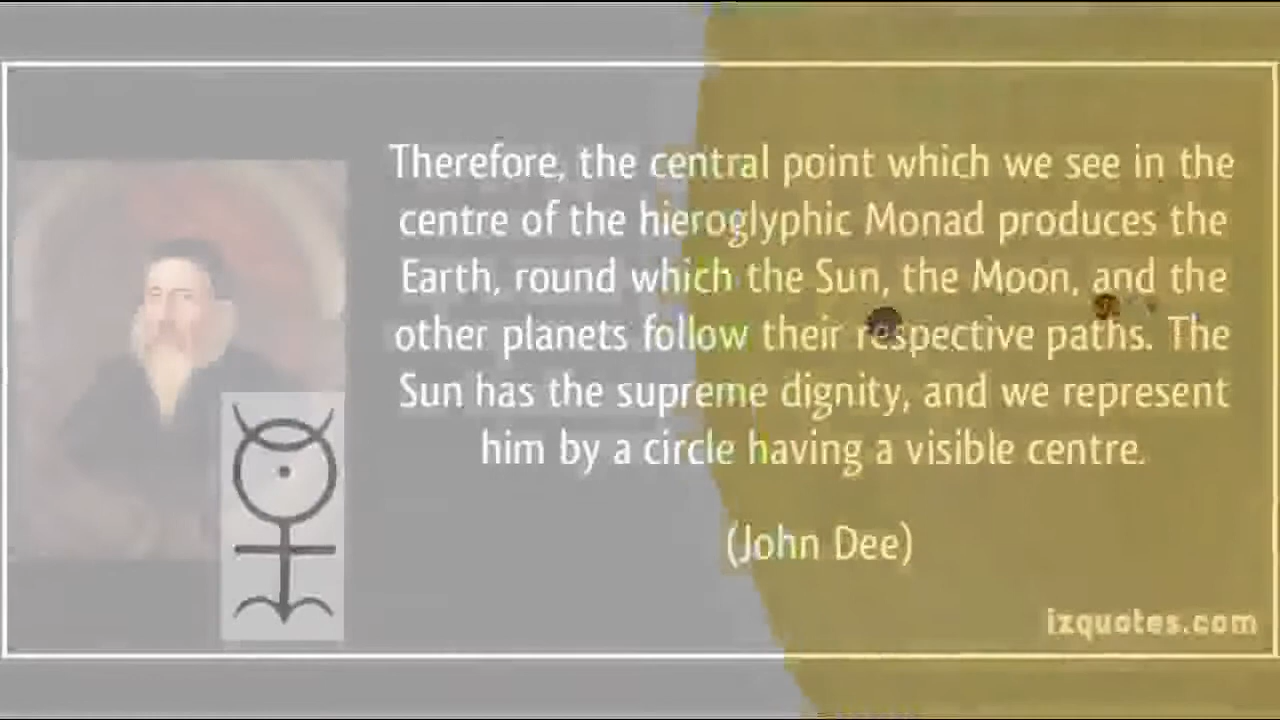 Therefore, the central point which we see in the
centre of the hieroglyphic Monad produces the
Earth, round which the Sun, the Moon, and the
other planets follow their respective paths. The
Sun has the supreme dignity, and we represent
him by a circle having a visible centre.
(John Dee)
izquotes.com